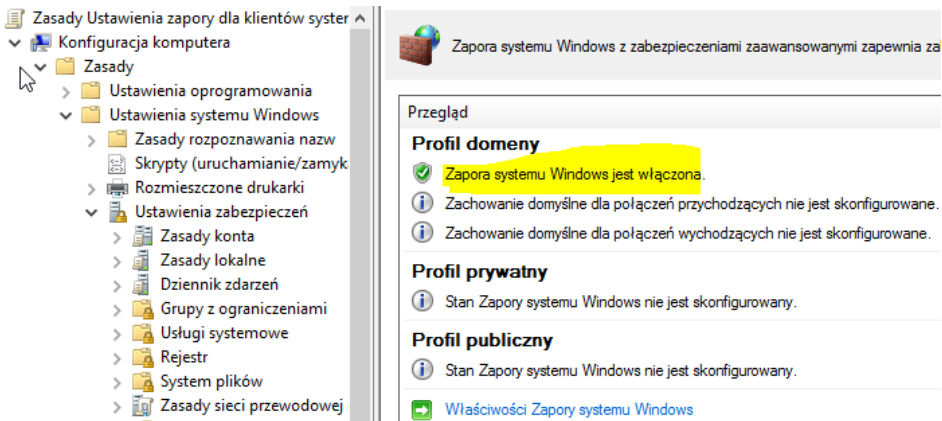 Zasady Ustawienia zapory dla klientów syster
Konfiguracja komputera
Zasady
Ustawienia oprogramowania
Ustawienia systemu Windows
Zasady rozpoznawania nazw
Skrypty (uruchamianie/zamyk
Rozmieszczone drukarki
Ustawienia zabezpieczeń
Zasady konta
Zasady lokalne
Dziennik zdarzeń
Grupy z ograniczeniami
Usługi systemowe
Rejestr
System plików
Zasady sieci przewodowej
Zapora systemu Windows z zabezpieczeniami zaawansowanymi zapewnia za
Przegląd
Profil domeny
Zapora systemu Windows jest włączona.
Zachowanie domyślne dla połączeń przychodzących nie jest skonfigurowane.
Zachowanie domyślne dla połączeń wychodzących nie jest skonfigurowane.
Profil prywatny
Stan Zapory systemu Windows nie jest skonfigurowany.
Profil publiczny
Stan Zapory systemu Windows nie jest skonfigurowany.
Właściwości Zapory systemu Windows